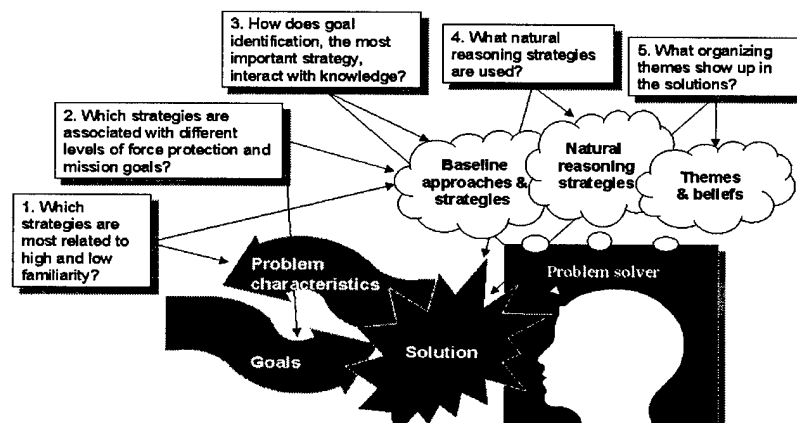 3. How does goal
identification, the most
important strategy,
interact with knowledge?
4. What natural
reasoning strategies
are used?
5. What organizing
themes show up in
the solutions?
2. Which strategies are
associated with different
levels of force protection and
mission goals?
1. Which
strategies are
most related to
high and low
familiarity?
Baseline
approaches &
strategies
Natural
reasoning
strategies
Themes
& beliefs
Problem
characteristics
Problem solver
Goals
Solution